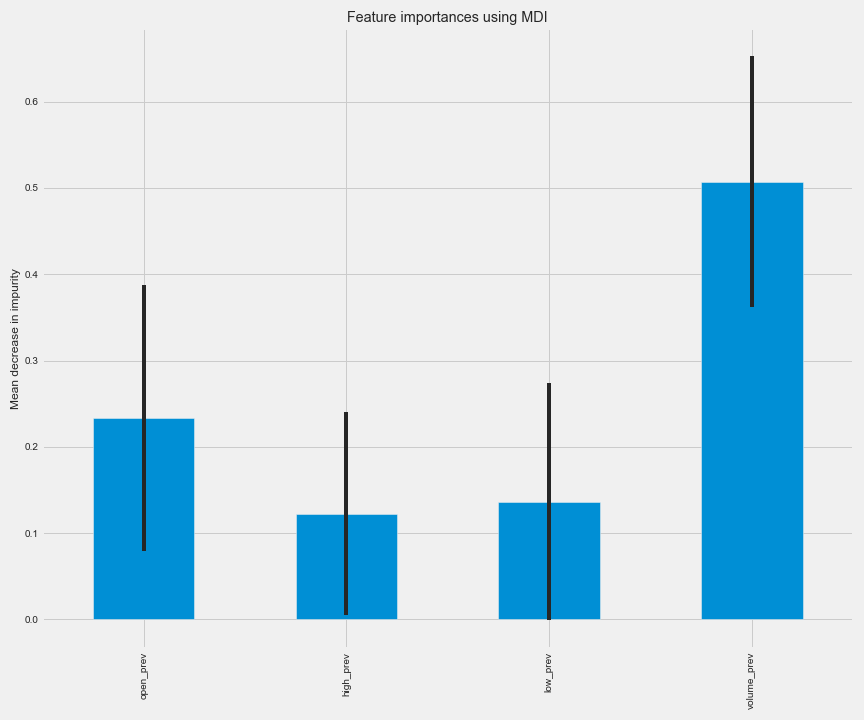 Feature importances using MDI
Mean decrease in impurity
0.6
0.5
0.4
0.3
0.2
0.1
0.0
open_prev
high_prev
low_prev
volume_prev